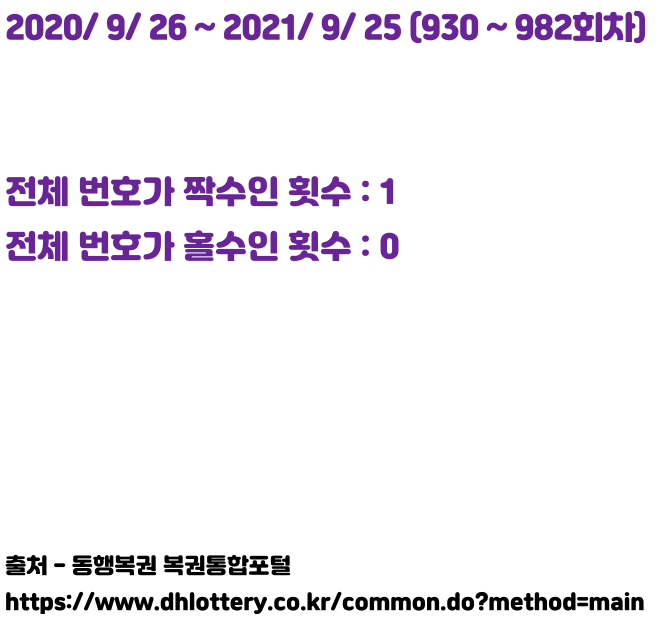 2020/ 9/ 26 ~ 2021/ 9/ 25 (930 ~ 982회차)
전체 번호가 짝수인 횟수 : 1
전체 번호가 홀수인 횟수 : 0
출처 - 동행복권 복권통합포털
https://www.dhlottery.co.kr/common.do?method=main